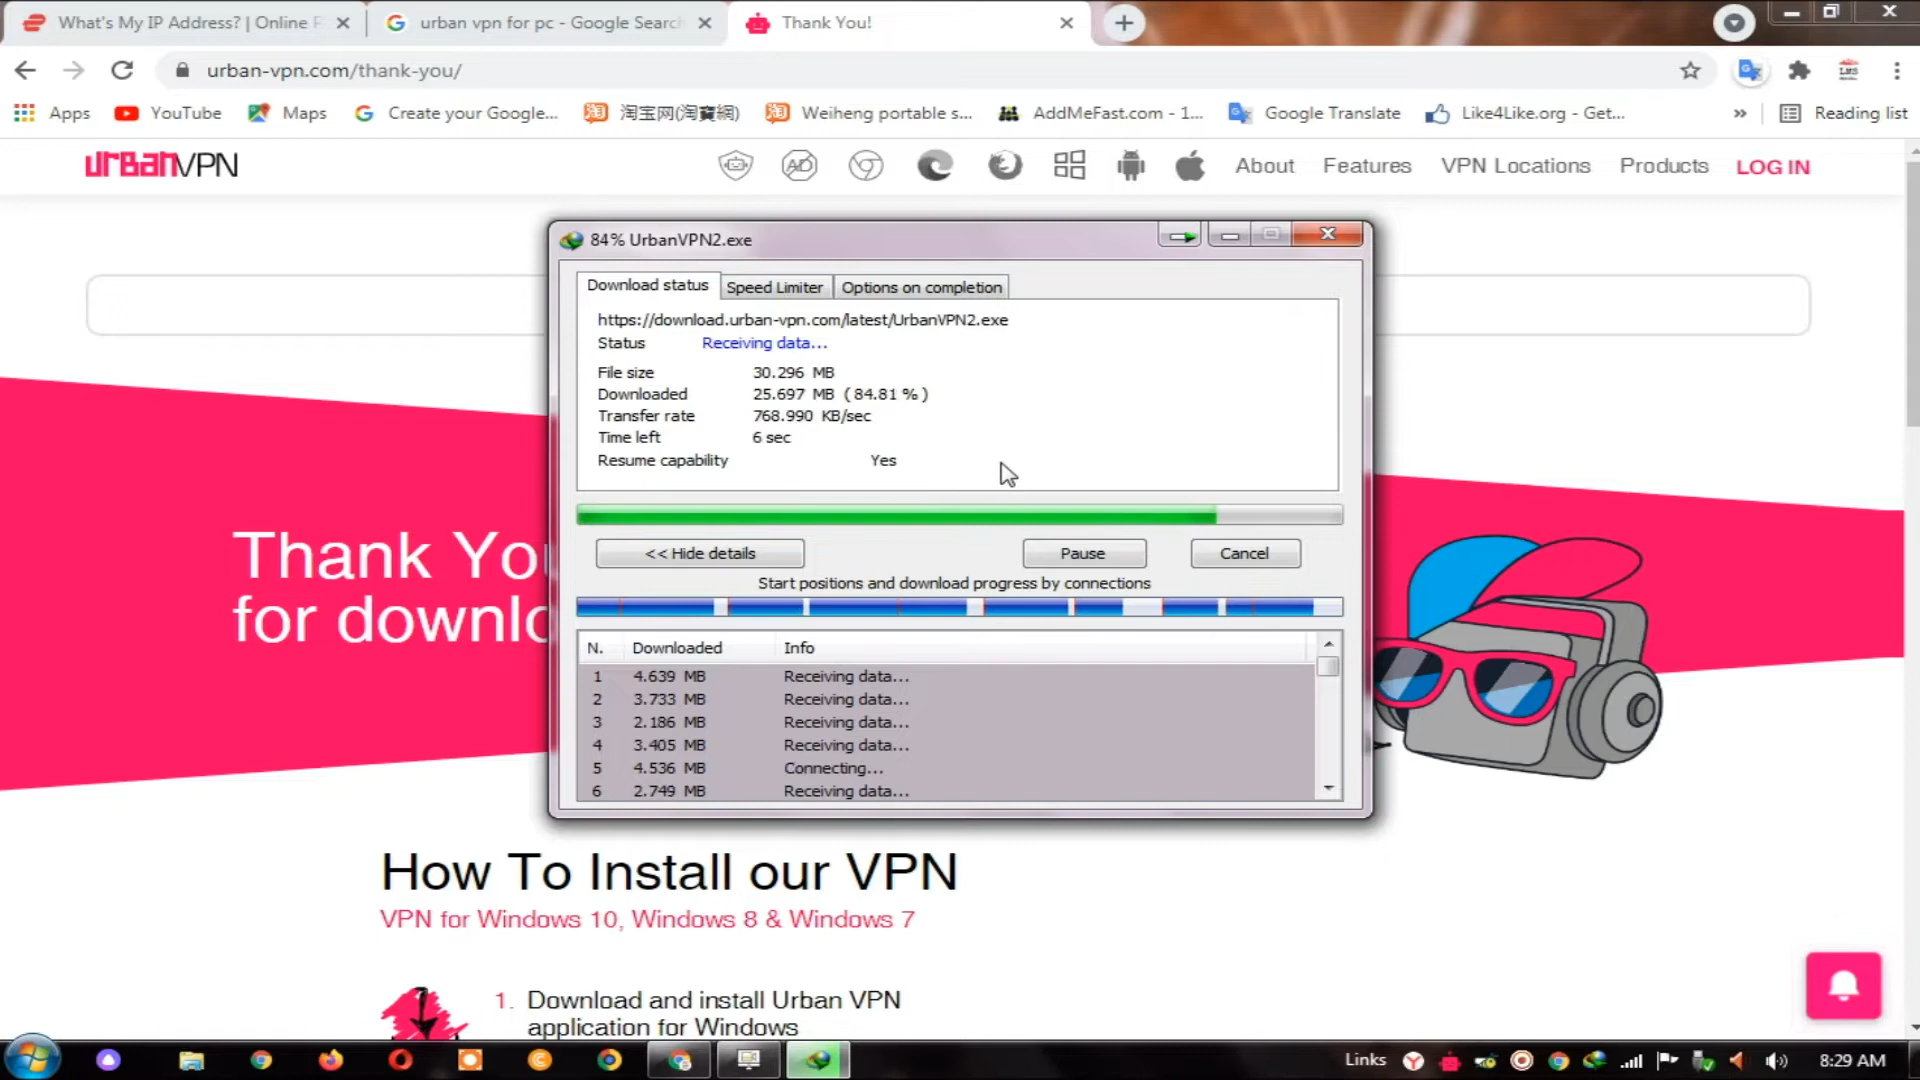 What's My IP Address? | Online P
urban vpn for pc - Google Search
Thank You!
urban-vpn.com/thank-you/
Apps
YouTube
Maps
Create your Google...
淘 淘宝网(淘寶網)
淘 Weiheng portable s...
AddMeFast.com - 1...
Google Translate
Like4Like.org - Get...
»
Reading list
urBanVPN
AD
About
Features
VPN Locations
Products
LOG IN
84% UrbanVPN2.exe
Download status
Speed Limiter
Options on completion
https://download.urban-vpn.com/latest/UrbanVPN2.exe
Status Receiving data...
File size 30.296 MB
Downloaded 25.697 MB ( 84.81 % )
Transfer rate 768.990 KB/sec
Time left 6 sec
Resume capability Yes
<< Hide details
Pause
Cancel
Start positions and download progress by connections
N. Downloaded Info
1 4.639 MB Receiving data...
2 3.733 MB Receiving data...
3 2.186 MB Receiving data...
4 3.405 MB Receiving data...
5 4.536 MB Connecting...
6 2.749 MB Receiving data...
Thank Yo
for downlo
How To Install our VPN
VPN for Windows 10, Windows 8 & Windows 7
1. Download and install Urban VPN
application for Windows
Links
8:29 AM